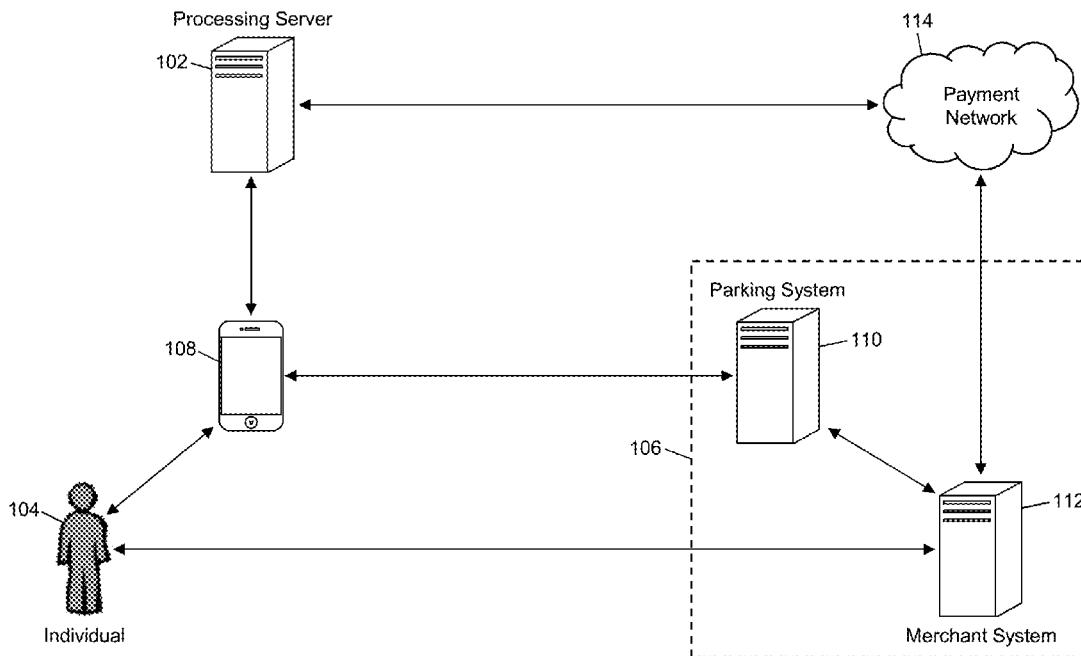 Processing Server
102
114
Payment
Network
Parking System
108
110
106
104
112
Individual
Merchant System